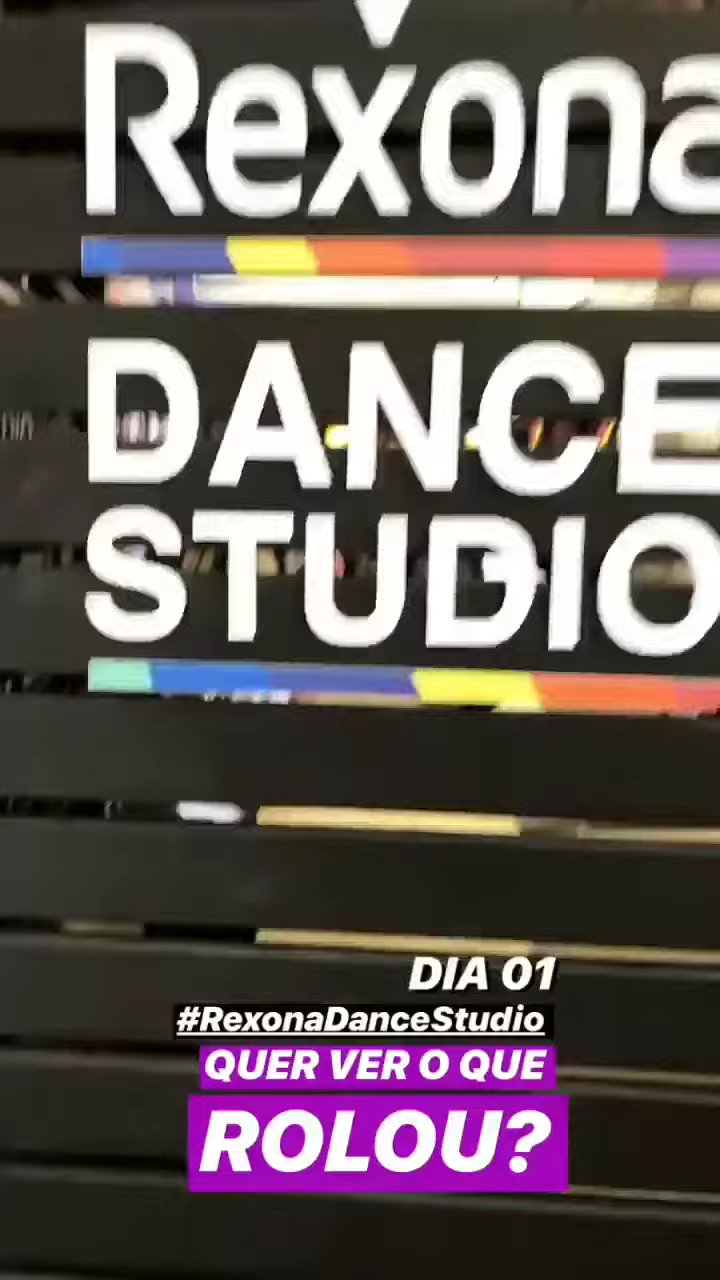 Rexona
DANCE
STUDIO
DIA 01
#RexonaDanceStudio
QUER VER O QUE
ROLOU?